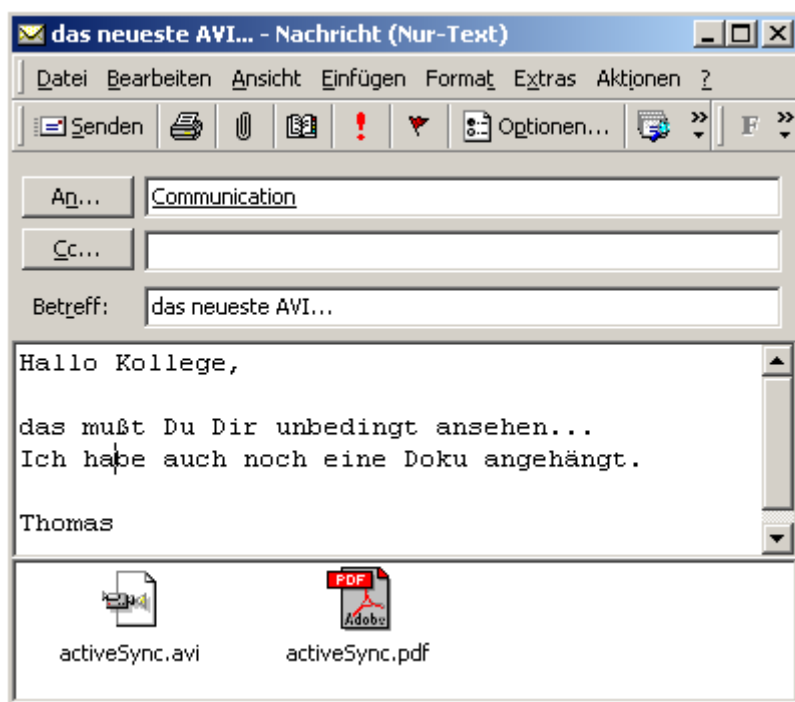 das neueste AVI... - Nachricht (Nur-Text)
Datei Bearbeiten Ansicht Einfügen Format Extras Aktionen ?
Senden Optionen... F
An... Communication
Cc...
Betreff: das neueste AVI...
Hallo Kollege,
das mußt Du Dir unbedingt ansehen...
Ich habe auch noch eine Doku angehängt.
Thomas
PDF
Adobe
activeSync.avi activeSync.pdf